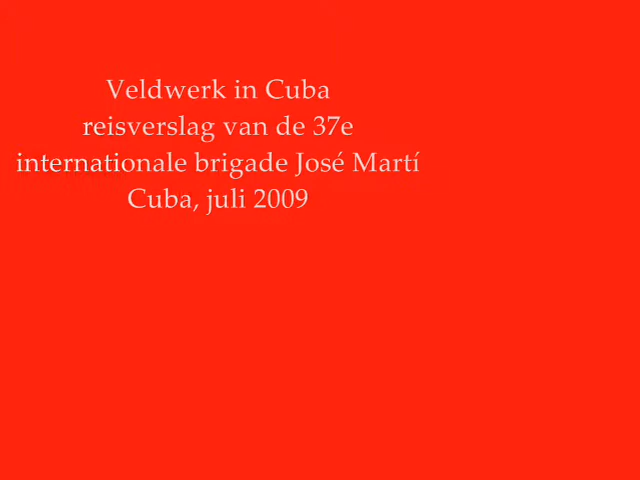 Veldwerk in Cuba
reisverslag van de 37e
internationale brigade José Martí
Cuba, juli 2009